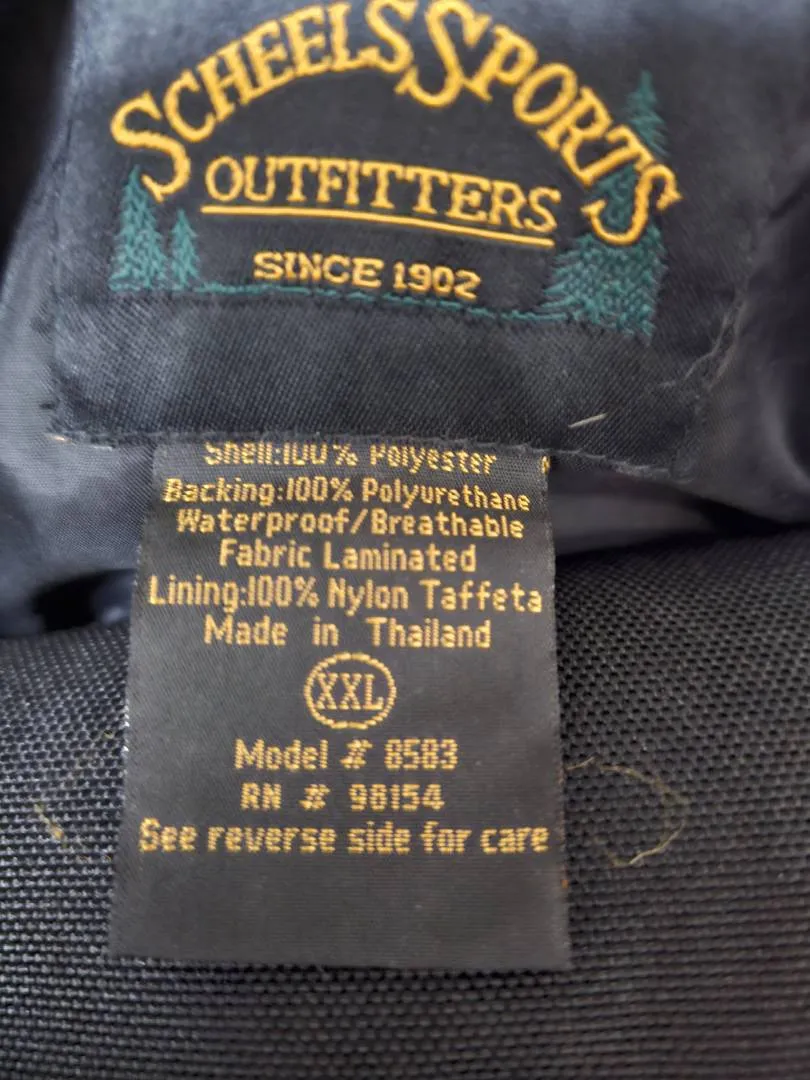 SCHEELS SPORTS
OUTFITTERS
SINCE 1902
Shell:100% Polyester
Backing:100% Polyurethane
Waterproof/Breathable
Fabric Laminated
Lining:100% Nylon Taffeta
Made in Thailand
XXL
Model # 8583
RN # 98154
See reverse side for care